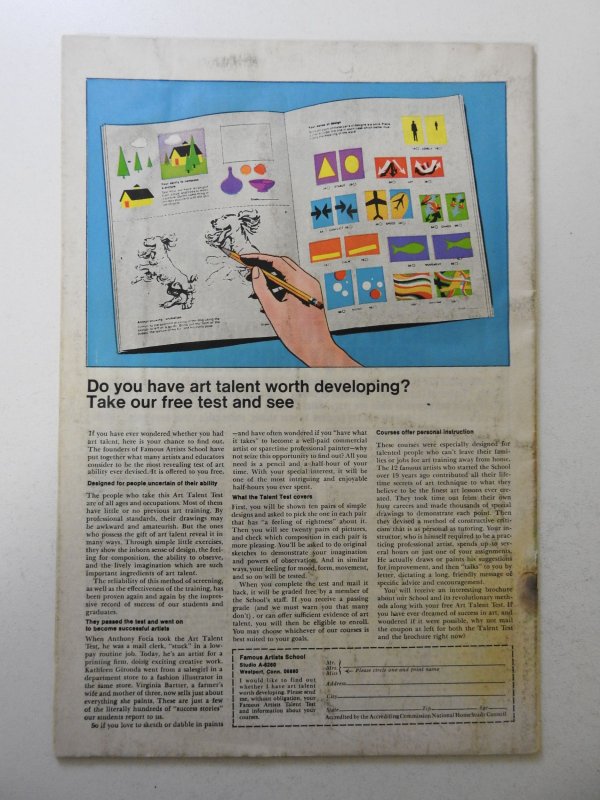 Do you have art talent worth developing?
Take our free test and see
If you have ever wondered whether you had
art talent, here is your chance to find out.
The founders of Famous Artists School have
put together what many artists and educators
consider to be the most revealing test of art
ability ever devised. It is offered to you free.
Designed for people uncertain of their ability
The people who take this Art Talent Test
are of all ages and occupations. Most of them
have little or no previous art training. By
professional standards, their drawings may
be awkward and amateurish. But the ones
who possess the gift of art talent reveal it in
many ways. Through simple little exercises,
they show the inborn sense of design, the feel-
ing for composition, the ability to observe,
and the lively imagination which are such
important ingredients of art talent.
The reliability of this method of screening,
as well as the effectiveness of the training, has
been proven again and again by the impres-
sive record of success of our students and
graduates.
They passed the test and went on
to become successful artists
When Anthony Focia took the Art Talent
Test, he was a mail clerk, "stuck" in a low-
pay routine job. Today, he's an artist for a
printing firm, doing exciting creative work.
Kathleen Gironda went from a salesgirl in a
department store to a fashion illustrator in
the same store. Virginia Bartter, a farmer's
wife and mother of three, now sells just about
everything she paints. These are just a few
of the literally hundreds of "success stories"
our students report to us.
So if you love to sketch or dabble in paints
—and have often wondered if you "have what
it takes" to become a well-paid commercial
artist or sparetime professional painter—why
not seize this opportunity to find out? All you
need is a pencil and a half-hour of your
time. With your special interest, it will be
one of the most intriguing and enjoyable
half-hours you ever spent.
What the Talent Test covers
First, you will be shown ten pairs of simple
designs and asked to pick the one in each pair
that has "a feeling of rightness" about it.
Then you will see twenty pairs of pictures,
and check which composition in each pair is
more pleasing. You'll be asked to do original
sketches to demonstrate your imagination
and powers of observation. And in similar
ways, your feeling for mood, form, movement,
and so on will be tested.
When you complete the test and mail it
back, it will be graded free by a member of
the School's staff. If you receive a passing
grade (and we must warn you that many
don't), or can offer sufficient evidence of art
talent, you will then be eligible to enroll.
You may choose whichever of our courses is
best suited to your goals.
Courses offer personal instruction
These courses were especially designed for
talented people who can't leave their fami-
lies or jobs for art training away from home.
The 12 famous artists who started the School
over 19 years ago contributed all their life-
time secrets of art technique to what they
believe to be the finest art lessons ever cre-
ated. They took time out from their own
busy careers and made thousands of special
drawings to demonstrate each point. Then
they devised a method of constructive criti-
cism that is as personal as tutoring. Your in-
structor, who is himself required to be a prac-
ticing professional artist, spends up to sev-
eral hours on just one of your assignments.
He actually draws or paints his suggestions
for improvement, and then "talks" to you by
letter, dictating a long, friendly message of
specific advice and encouragement.
You will receive an interesting brochure
about our School and its revolutionary meth-
ods along with your free Art Talent Test. If
you have ever dreamed of success in art, and
wondered if it were possible, why not mail
the coupon at left for both the Talent Test
and the brochure right now?
Famous Artists School
Studio A-6260
Westport, Conn. 06880
I would like to find out
whether I have art talent
worth developing. Please send
me, without obligation, your
Famous Artists Talent Test
and information about your
courses.
Mr.
Mrs.
Miss
Please circle one and print name
Address
City
State Zip Age
Accredited by the Accrediting Commission National Home Study Council